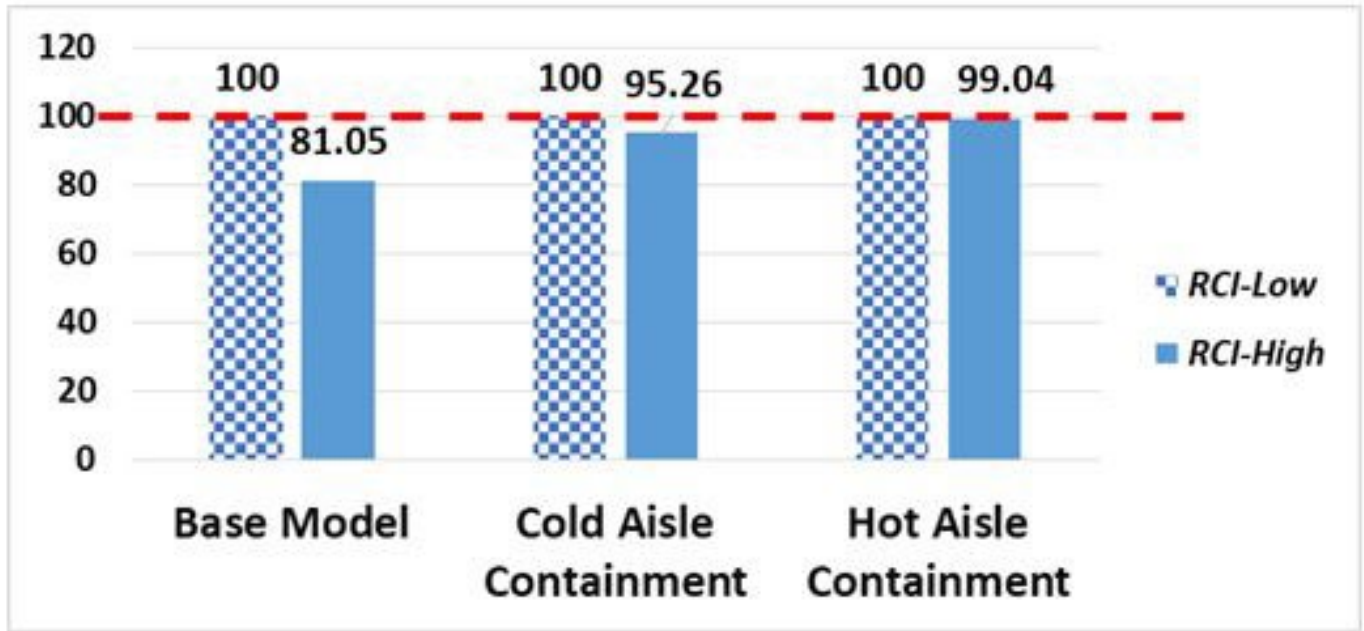 120
100
80
60
40
20
0
100
81.05
100
95.26
100
99.04
Base Model
Cold Aisle
Containment
Hot Aisle
Containment
RCI-Low
RCI-High